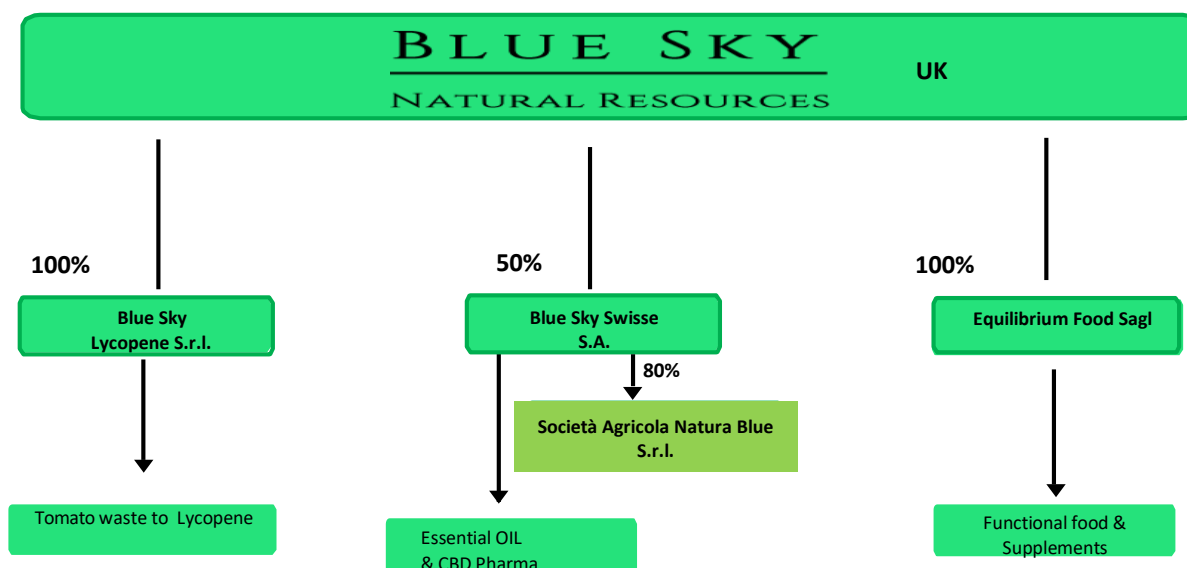 BLUE SKY
NATURAL RESOURCES
UK
100%
50%
100%
Blue Sky
Lycopene S.r.l.
Blue Sky Swisse
S.A.
Equilibrium Food Sagl
80%
Società Agricola Natura Blue
S.r.l.
Tomato waste to Lycopene
Essential OIL
& CBD Pharma
Functional food &
Supplements